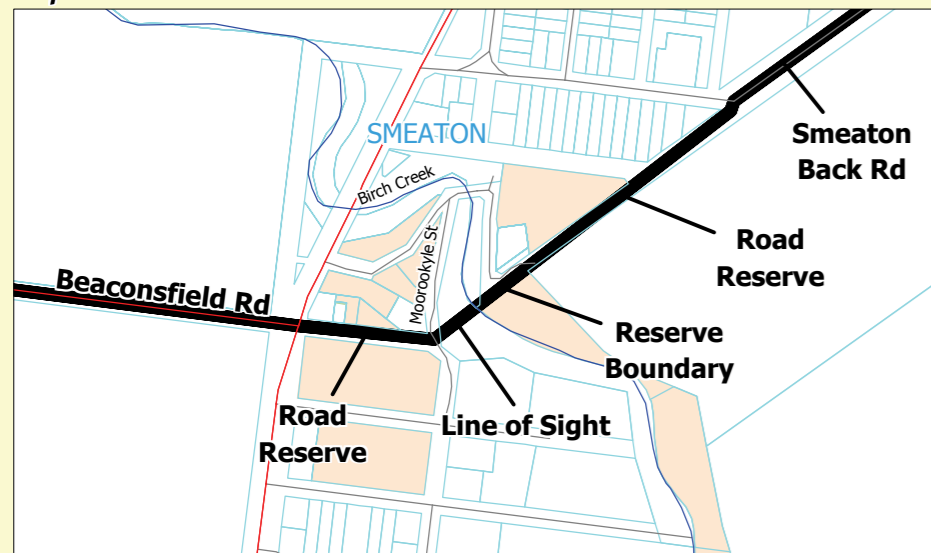 SMEATON
Smeaton
Back Rd
Birch Creek
Moorookyle St
Road
Reserve
Beaconsfield Rd
Reserve
Boundary
Line of Sight
Road
Reserve